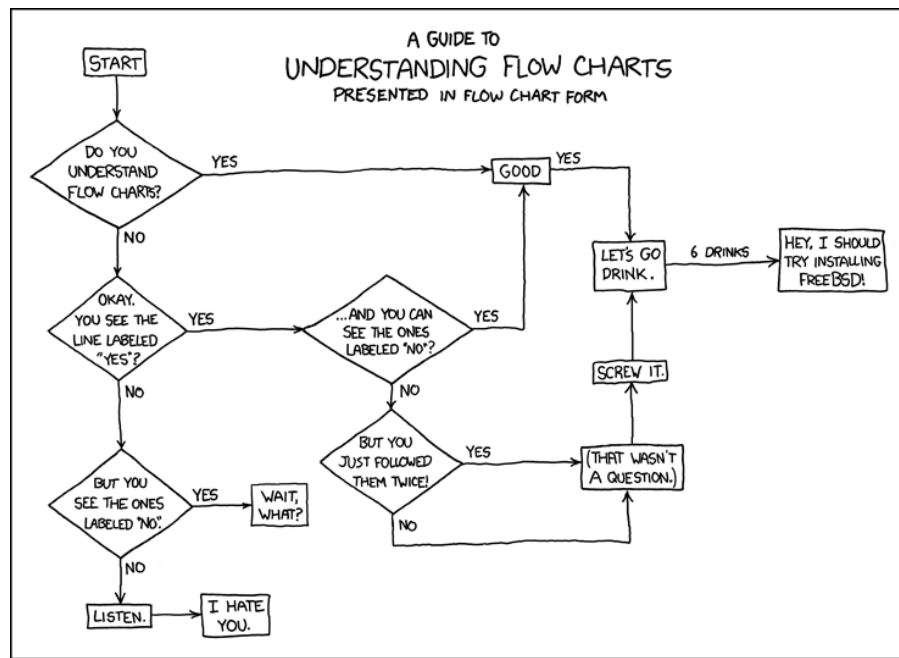 A GUIDE TO
UNDERSTANDING FLOW CHARTS
PRESENTED IN FLOW CHART FORM
START
DO YOU
UNDERSTAND
FLOW CHARTS?
YES
GOOD
YES
NO
LET'S GO
DRINK.
6 DRINKS
HEY, I SHOULD
TRY INSTALLING
FREEBSD!
OKAY.
YOU SEE THE
LINE LABELED
"YES"?
YES
...AND YOU CAN
SEE THE ONES
LABELED "NO"?
YES
NO
NO
SCREW IT.
BUT YOU
JUST FOLLOWED
THEM TWICE!
YES
(THAT WASN'T
A QUESTION.)
NO
BUT YOU
SEE THE ONES
LABELED "NO".
YES
WAIT,
WHAT?
NO
LISTEN.
I HATE
YOU.